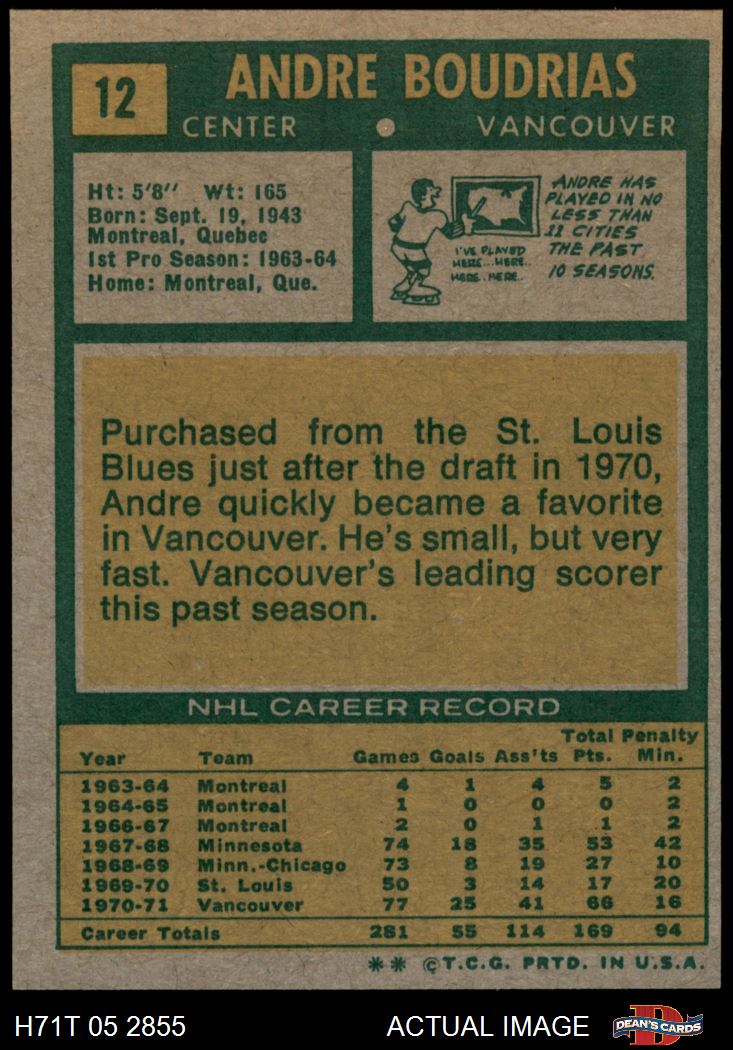 12
ANDRE BOUDRIAS
CENTER VANCOUVER
Ht: 5'8" Wt: 165
Born: Sept. 19, 1943
Montreal, Quebec
1st Pro Season: 1963-64
Home: Montreal, Que.
I'VE PLAYED
HERE...HERE..
HERE..HERE..
ANDRE HAS
PLAYED IN NO
LESS THAN
11 CITIES
THE PAST
10 SEASONS.
Purchased from the St. Louis
Blues just after the draft in 1970,
Andre quickly became a favorite
in Vancouver. He's small, but very
fast. Vancouver's leading scorer
this past season.
NHL CAREER RECORD
Total Penalty
Year Team Games Goals Ass'ts Pts. Min.
1963-64 Montreal 4 1 4 5 2
1964-65 Montreal 1 0 0 0 2
1966-67 Montreal 2 0 1 1 2
1967-68 Minnesota 74 18 35 53 42
1968-69 Minn.-Chicago 73 8 19 27 10
1969-70 St. Louis 50 3 14 17 20
1970-71 Vancouver 77 25 41 66 16
Career Totals 281 55 114 169 94
** ©T.C.G. PRTD. IN U.S.A.
H71T 05 2855 ACTUAL IMAGE
D
DEAN'S CARDS